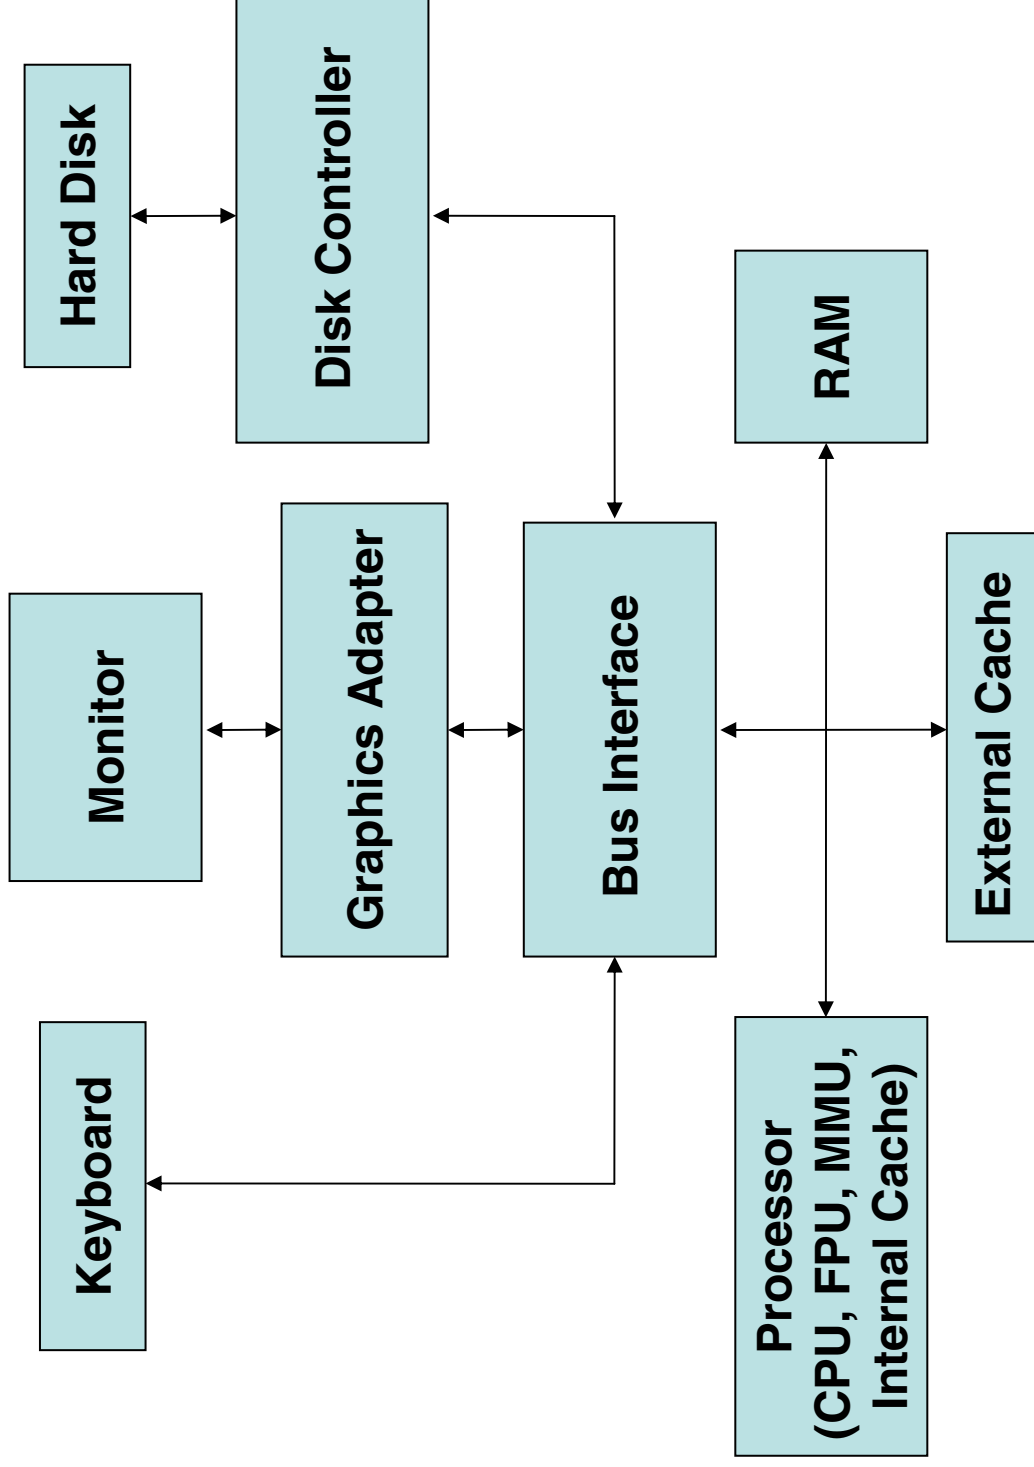 Keyboard
Monitor
Hard Disk
Graphics Adapter
Disk Controller
Bus Interface
Processor
(CPU, FPU, MMU,
Internal Cache)
RAM
External Cache